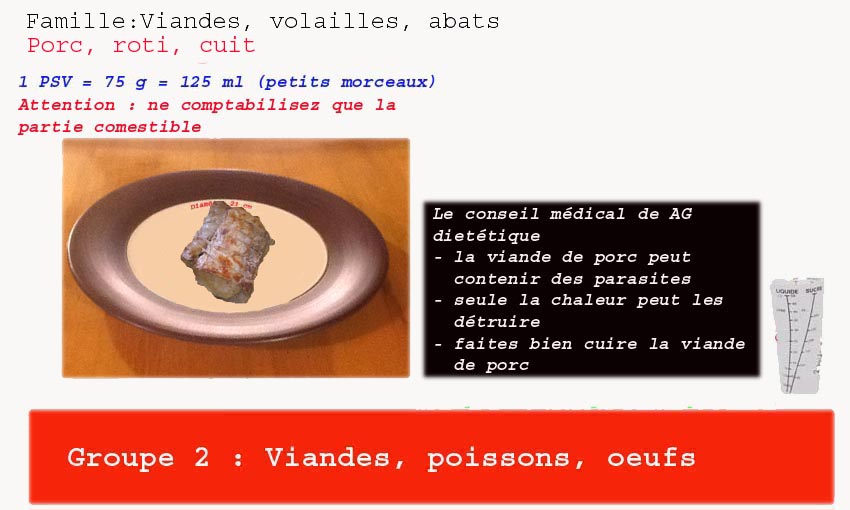 Famille:Viandes, volailles, abats
Porc, roti, cuit
1 PSV = 75 g = 125 ml (petits morceaux)
Attention : ne comptabilisez que la
partie comestible
21 cm
Le conseil médical de AG
dietétique
- la viande de porc peut
contenir des parasites
- seule la chaleur peut les
détruire
- faites bien cuire la viande
de porc
LIQUIDE SUCRE
Groupe 2 : Viandes, poissons, oeufs